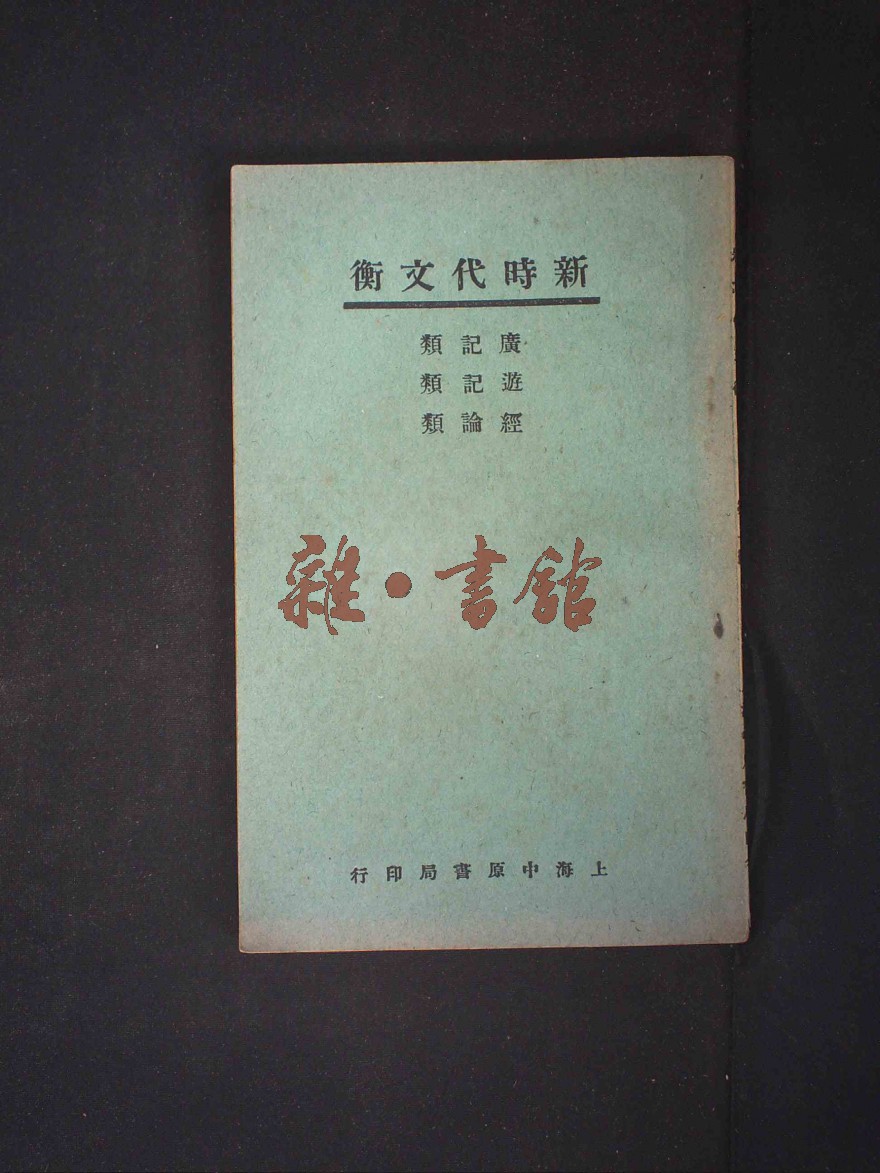 新時代文衡
廣記類
遊記類
經論類
雜·書館
上海中原書局印行